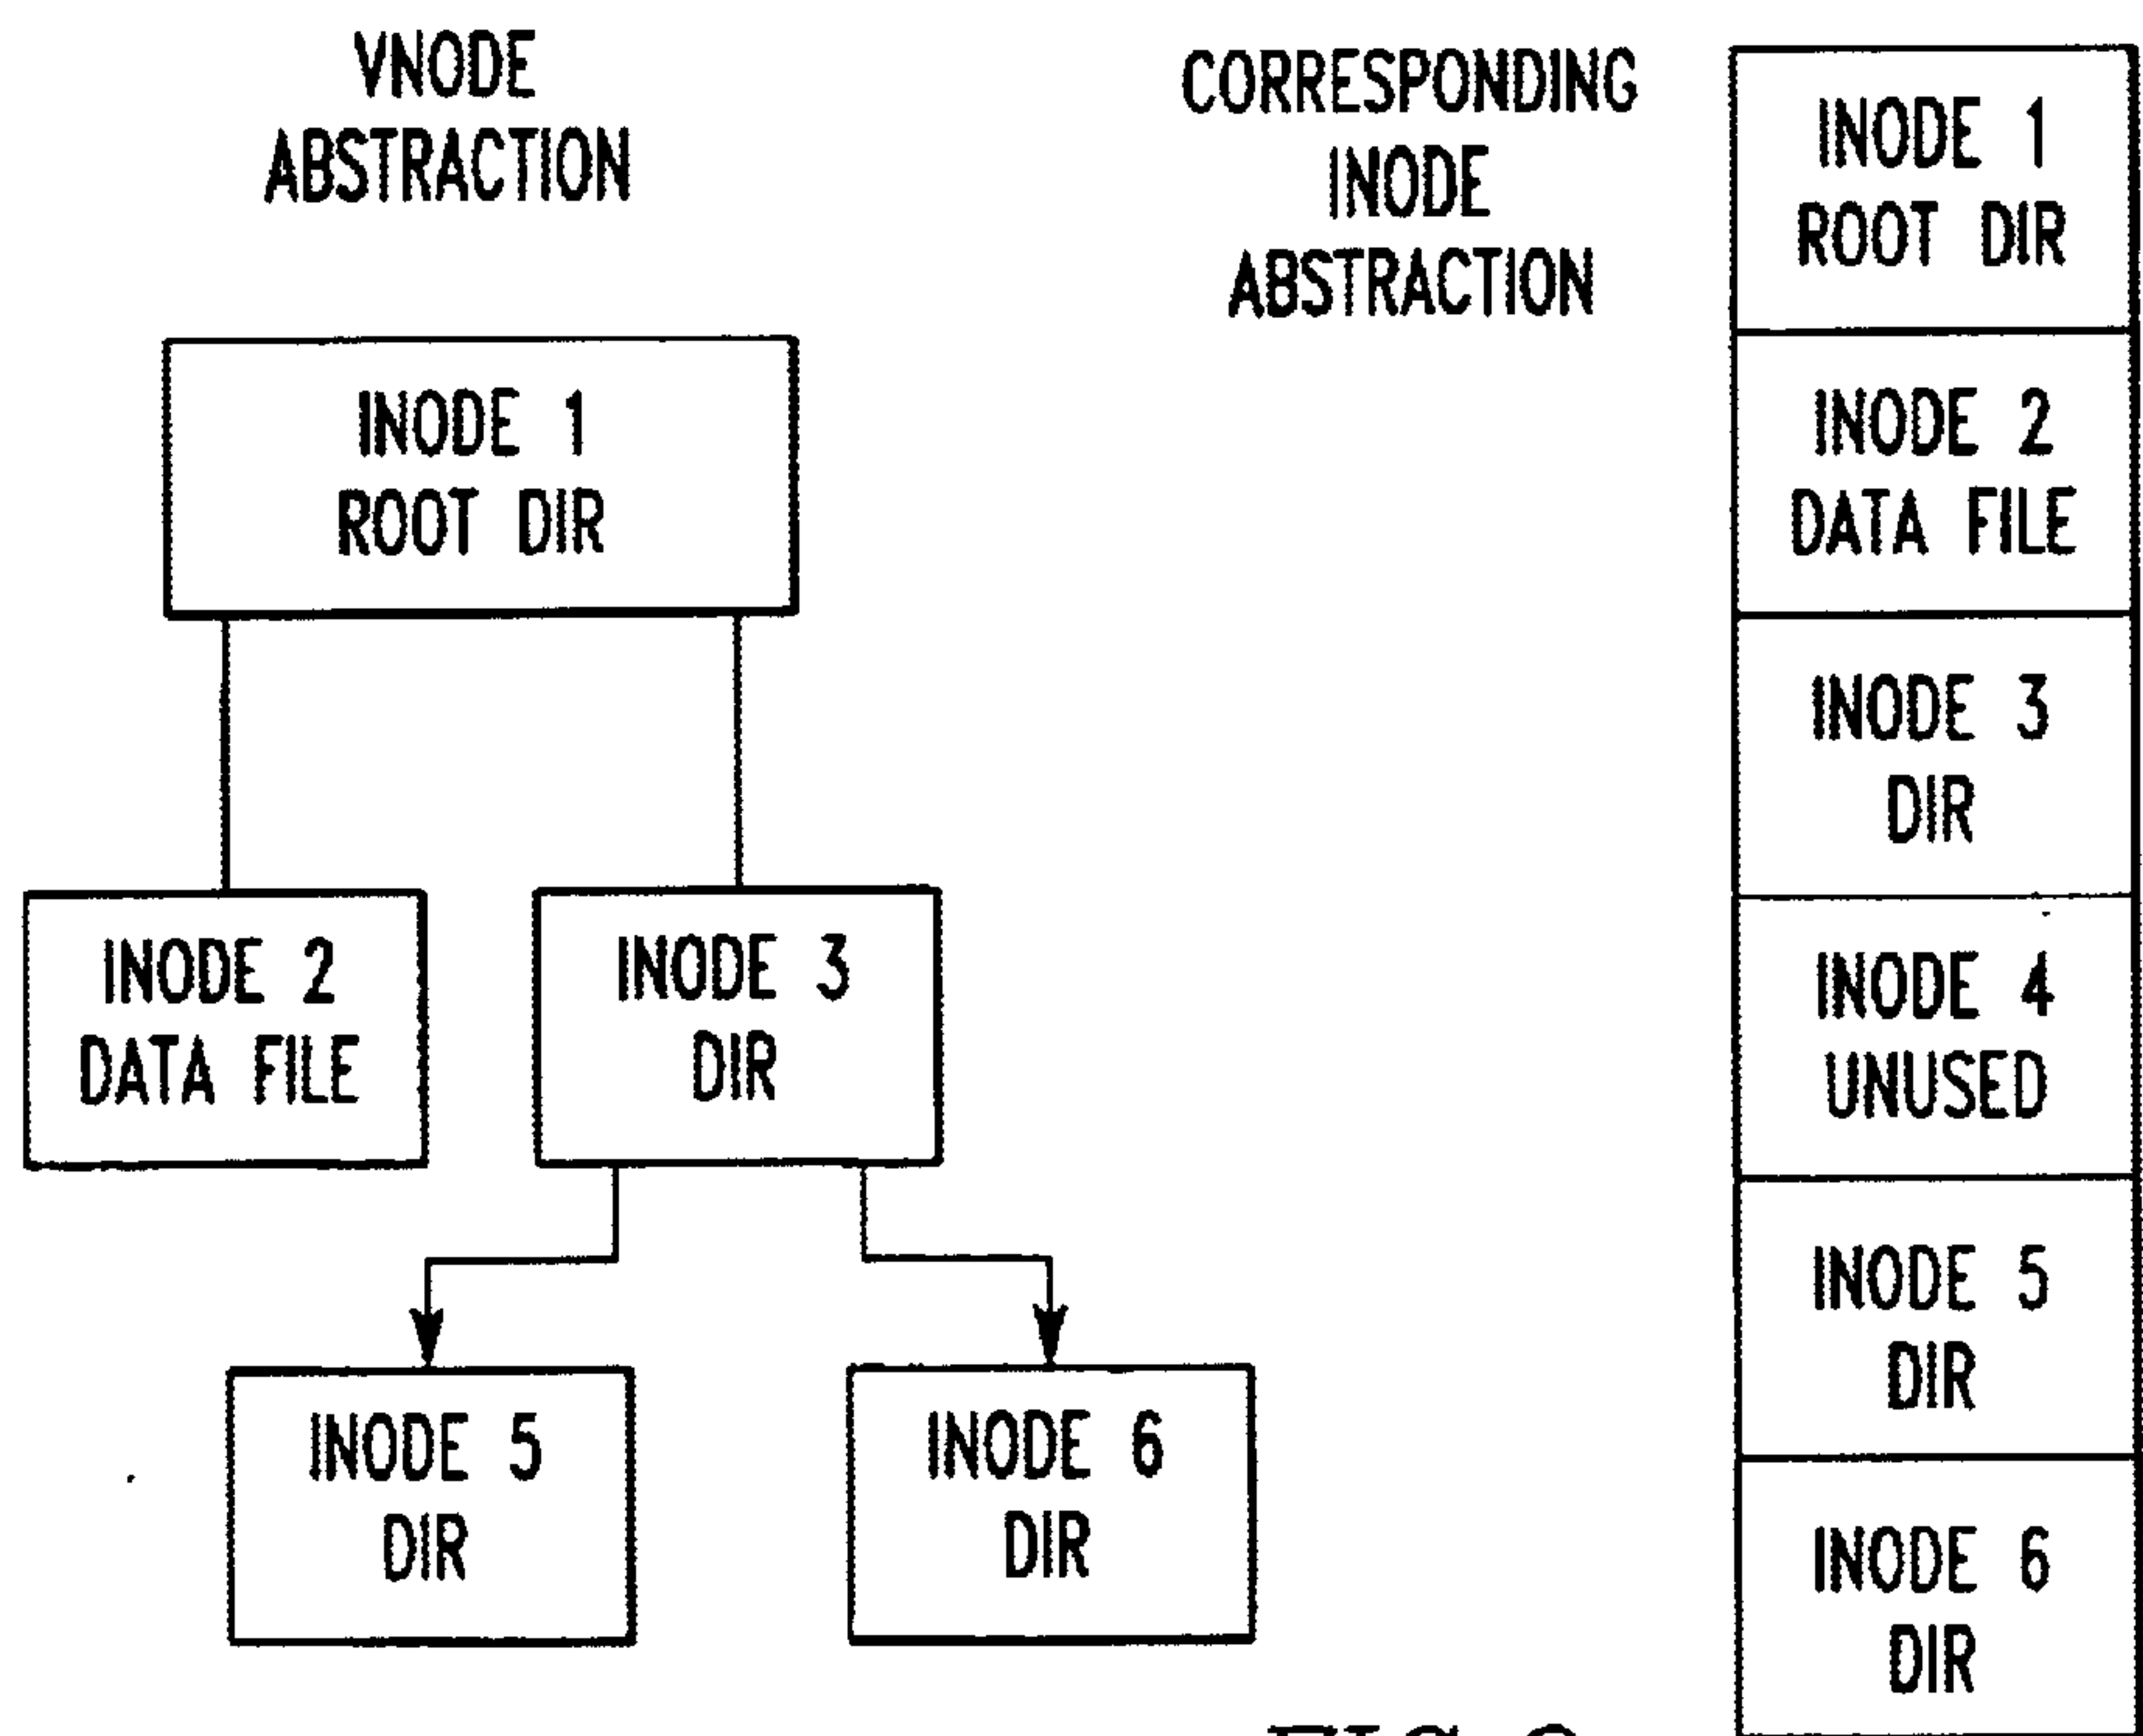 VNODE
ABSTRACTION
INODE 1
ROOT DIR
INODE 2
DATA FILE
INODE 3
DIR
INODE 5
DIR
INODE 6
DIR
CORRESPONDING
INODE
ABSTRACTION
INODE 1
ROOT DIR
INODE 2
DATA FILE
INODE 3
DIR
INODE 4
UNUSED
INODE 5
DIR
INODE 6
DIR